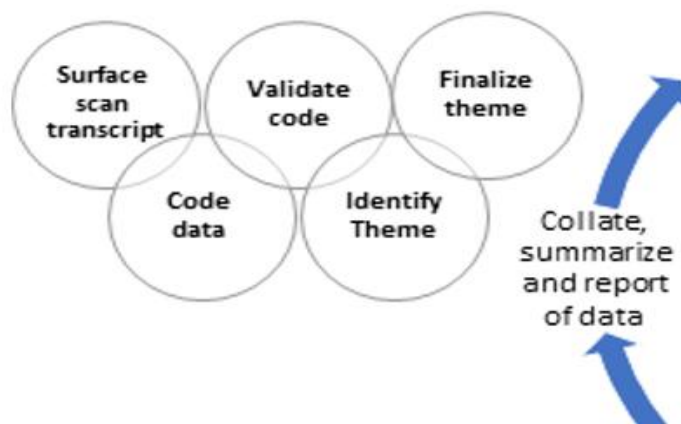 Surface
scan
transcript
Code
data
Validate
code
Identify
Theme
Finalize
theme
Collate,
summarize
and report
of data